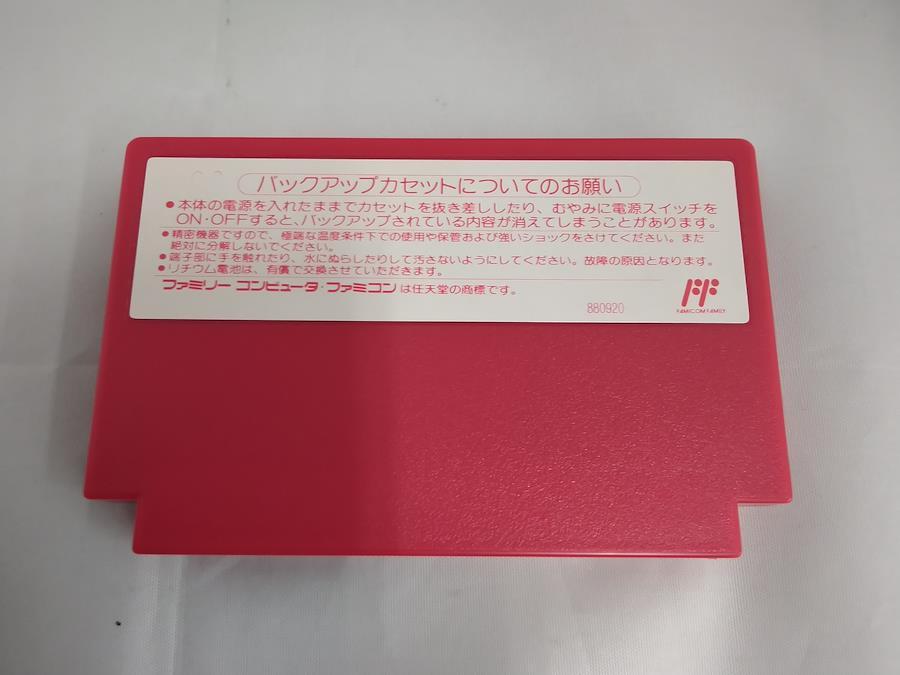 バックアップカセットについてのお願い
●本体の電源を入れたままでカセットを抜き差ししたり、むやみに電源スイッチを
ON・OFFすると、バックアップされている内容が消えてしまうことがあります。
●精密機器ですので、極端な温度条件下での使用や保管および強いショックをさけてください。また
絶対に分解しないでください。
●端子部に手を触れたり、水にぬらしたりして汚さないようにしてください。故障の原因となります。
●リチウム電池は、有償で交換させていただきます。
ファミリーコンピュータ・ファミコンは任天堂の商標です。
880920
FAMICOM FAMILY